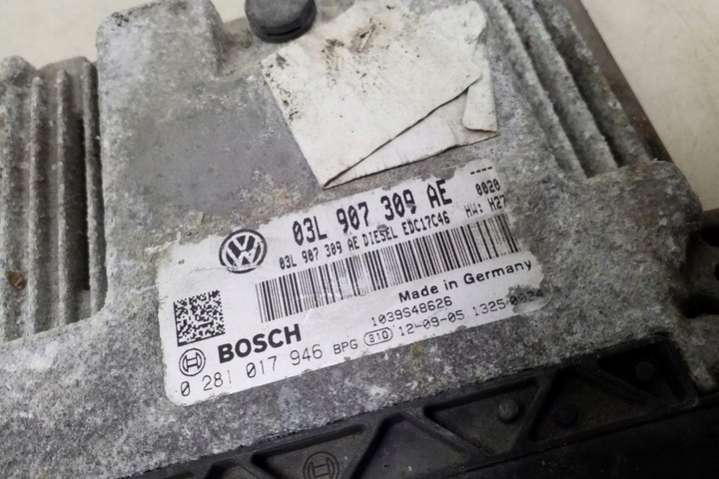 03L 907 309 AE ----
03L 907 309 AE DIESEL EDC17C46 0020
HW: H27
Made in Germany
1039S48626
BOSCH
0 281 017 946 BPG 310 12-09-05 1325